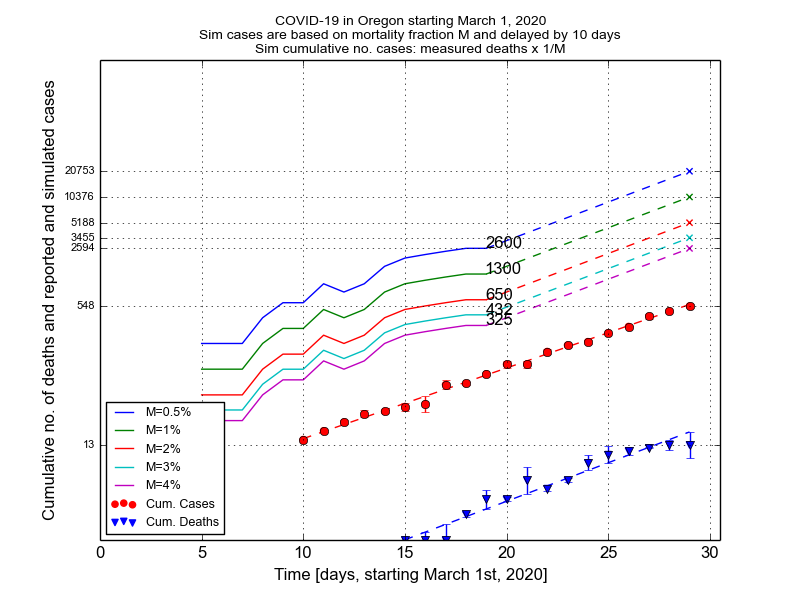 COVID-19 in Oregon starting March 1, 2020
Sim cases are based on mortality fraction M and delayed by 10 days
Sim cumulative no. cases: measured deaths x 1/M
Cumulative no. of deaths and reported and simulated cases
20753
10376
5188
3455
2594
548
13
2600
1300
650
432
325
M=0.5%
M=1%
M=2%
M=3%
M=4%
Cum. Cases
Cum. Deaths
0 5 10 15 20 25 30
Time [days, starting March 1st, 2020]